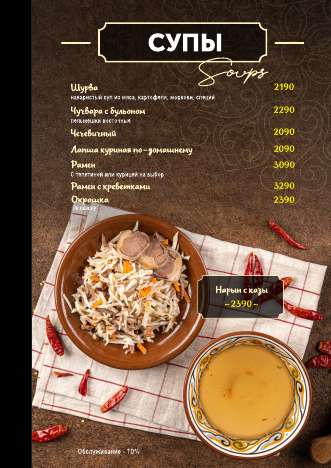 СУПЫ
Soups
Шурва 2190
наваристый суп из мяса, картофеля, моркови, специй
Чучвара с бульоном 2290
пельмешки восточные
Чечевичный 2090
Лапша куриная по-домашнему 2090
Рамен 3090
С телятиной или курицей на выбор
Рамен с креветками 3290
Окрошка 2390
Нарын с казы
~2390~
Обслуживание - 10%